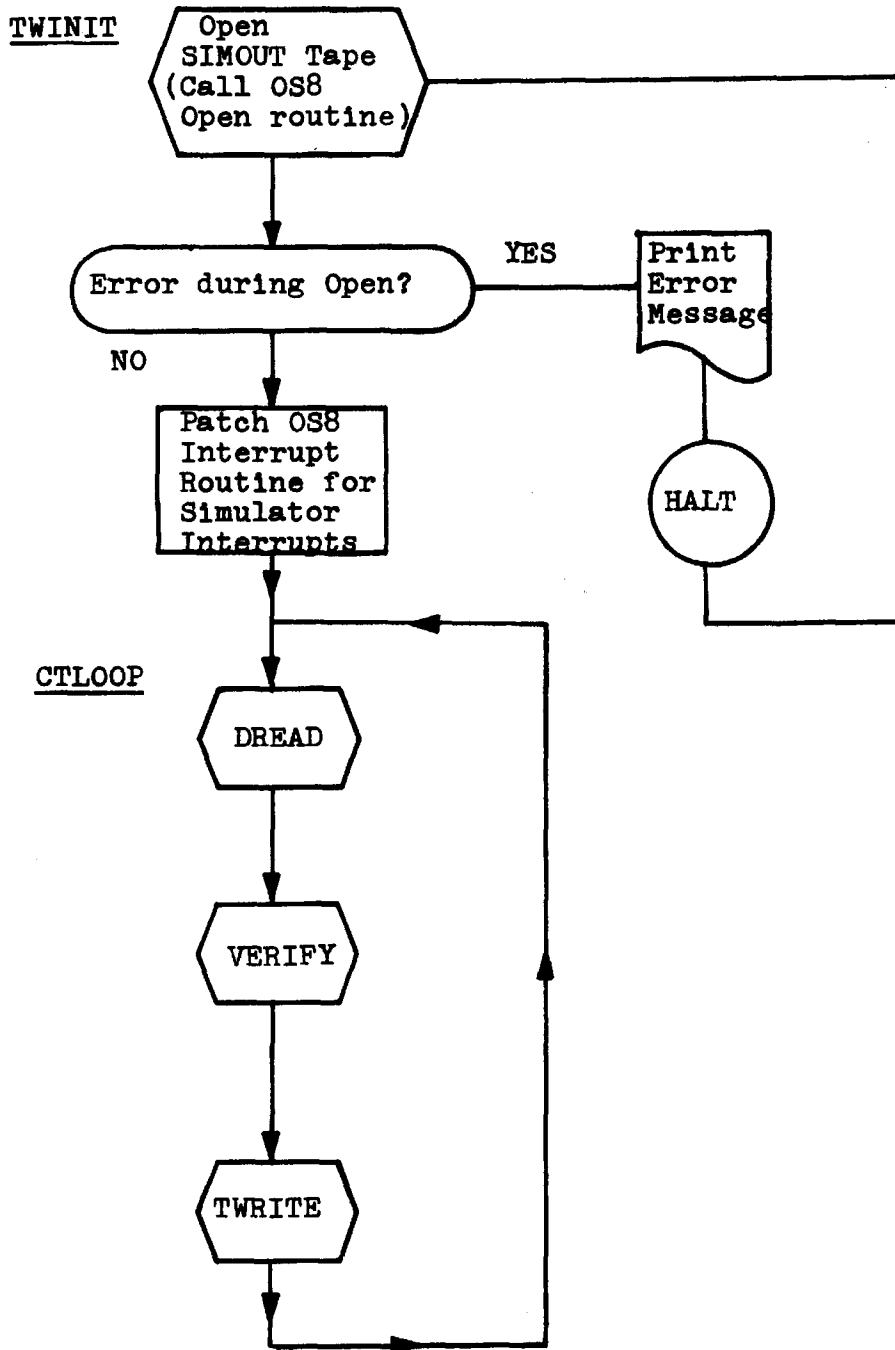 TWINIT
Open
SIMOUT Tape
(Call OS8
Open routine)
Error during Open?
YES
Print
Error
Message
NO
Patch OS8
Interrupt
Routine for
Simulator
Interrupts
HALT
CTLOOP
DREAD
VERIFY
TWRITE